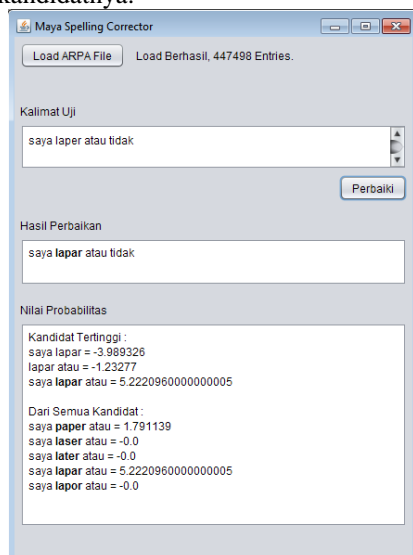 kandidatnya.
Maya Spelling Corrector
Load ARPA File Load Berhasil, 447498 Entries.
Kalimat Uji
saya laper atau tidak
Perbaiki
Hasil Perbaikan
saya lapar atau tidak
Nilai Probabilitas
Kandidat Tertinggi :
saya lapar = -3.989326
lapar atau = -1.23277
saya lapar atau = 5.2220960000000005
Dari Semua Kandidat :
saya paper atau = 1.791139
saya laser atau = -0.0
saya later atau = -0.0
saya lapar atau = 5.2220960000000005
saya lapor atau = -0.0